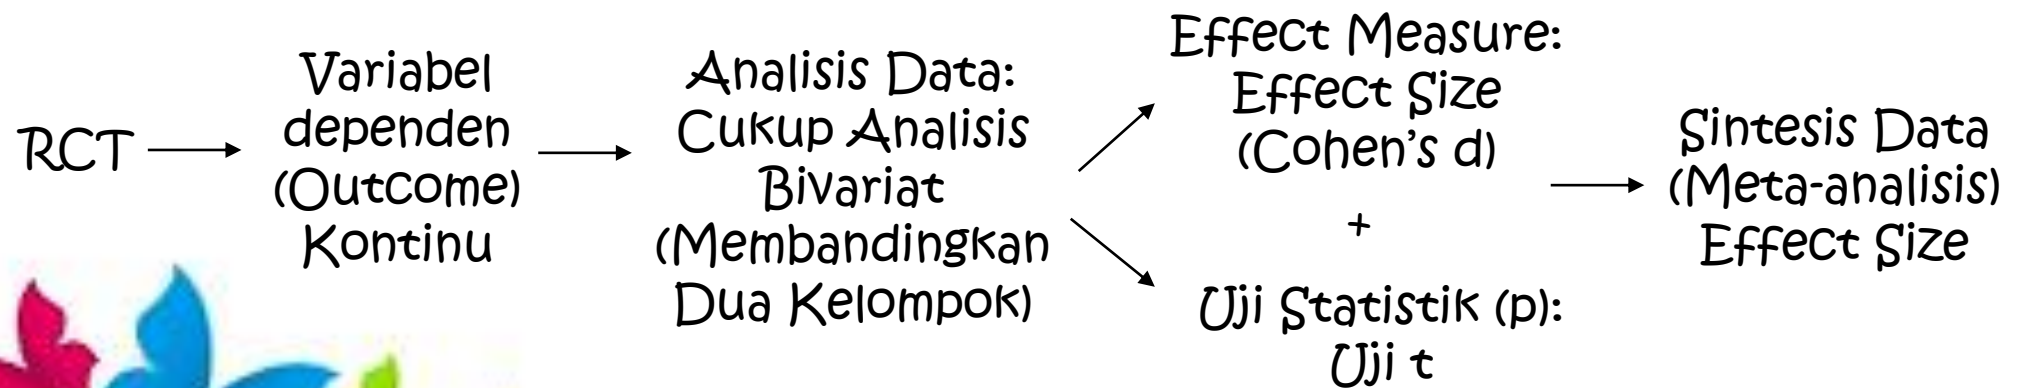 RCT
Variabel
dependen
(Outcome)
Kontinu
Analisis Data:
Cukup Analisis
Bivariat
(Membandingkan
Dua Kelompok)
Effect Measure:
Effect Size
(Cohen's d)
+
Uji Statistik (p):
Uji t
Sintesis Data
(Meta-analisis)
Effect Size